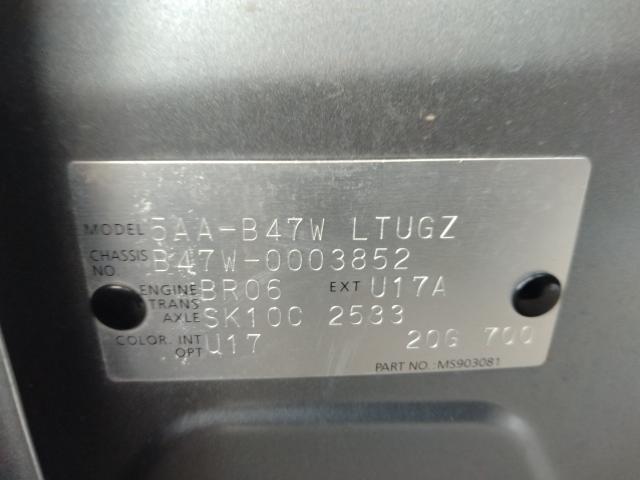 MODEL 5AA-B47W LTUGZ
CHASSIS NO. B47W-0003852
ENGINE BR06 EXT U17A
TRANS AXLE SK10C 2533
COLOR. INT OPT U17 20G 700
PART NO.:MS903081